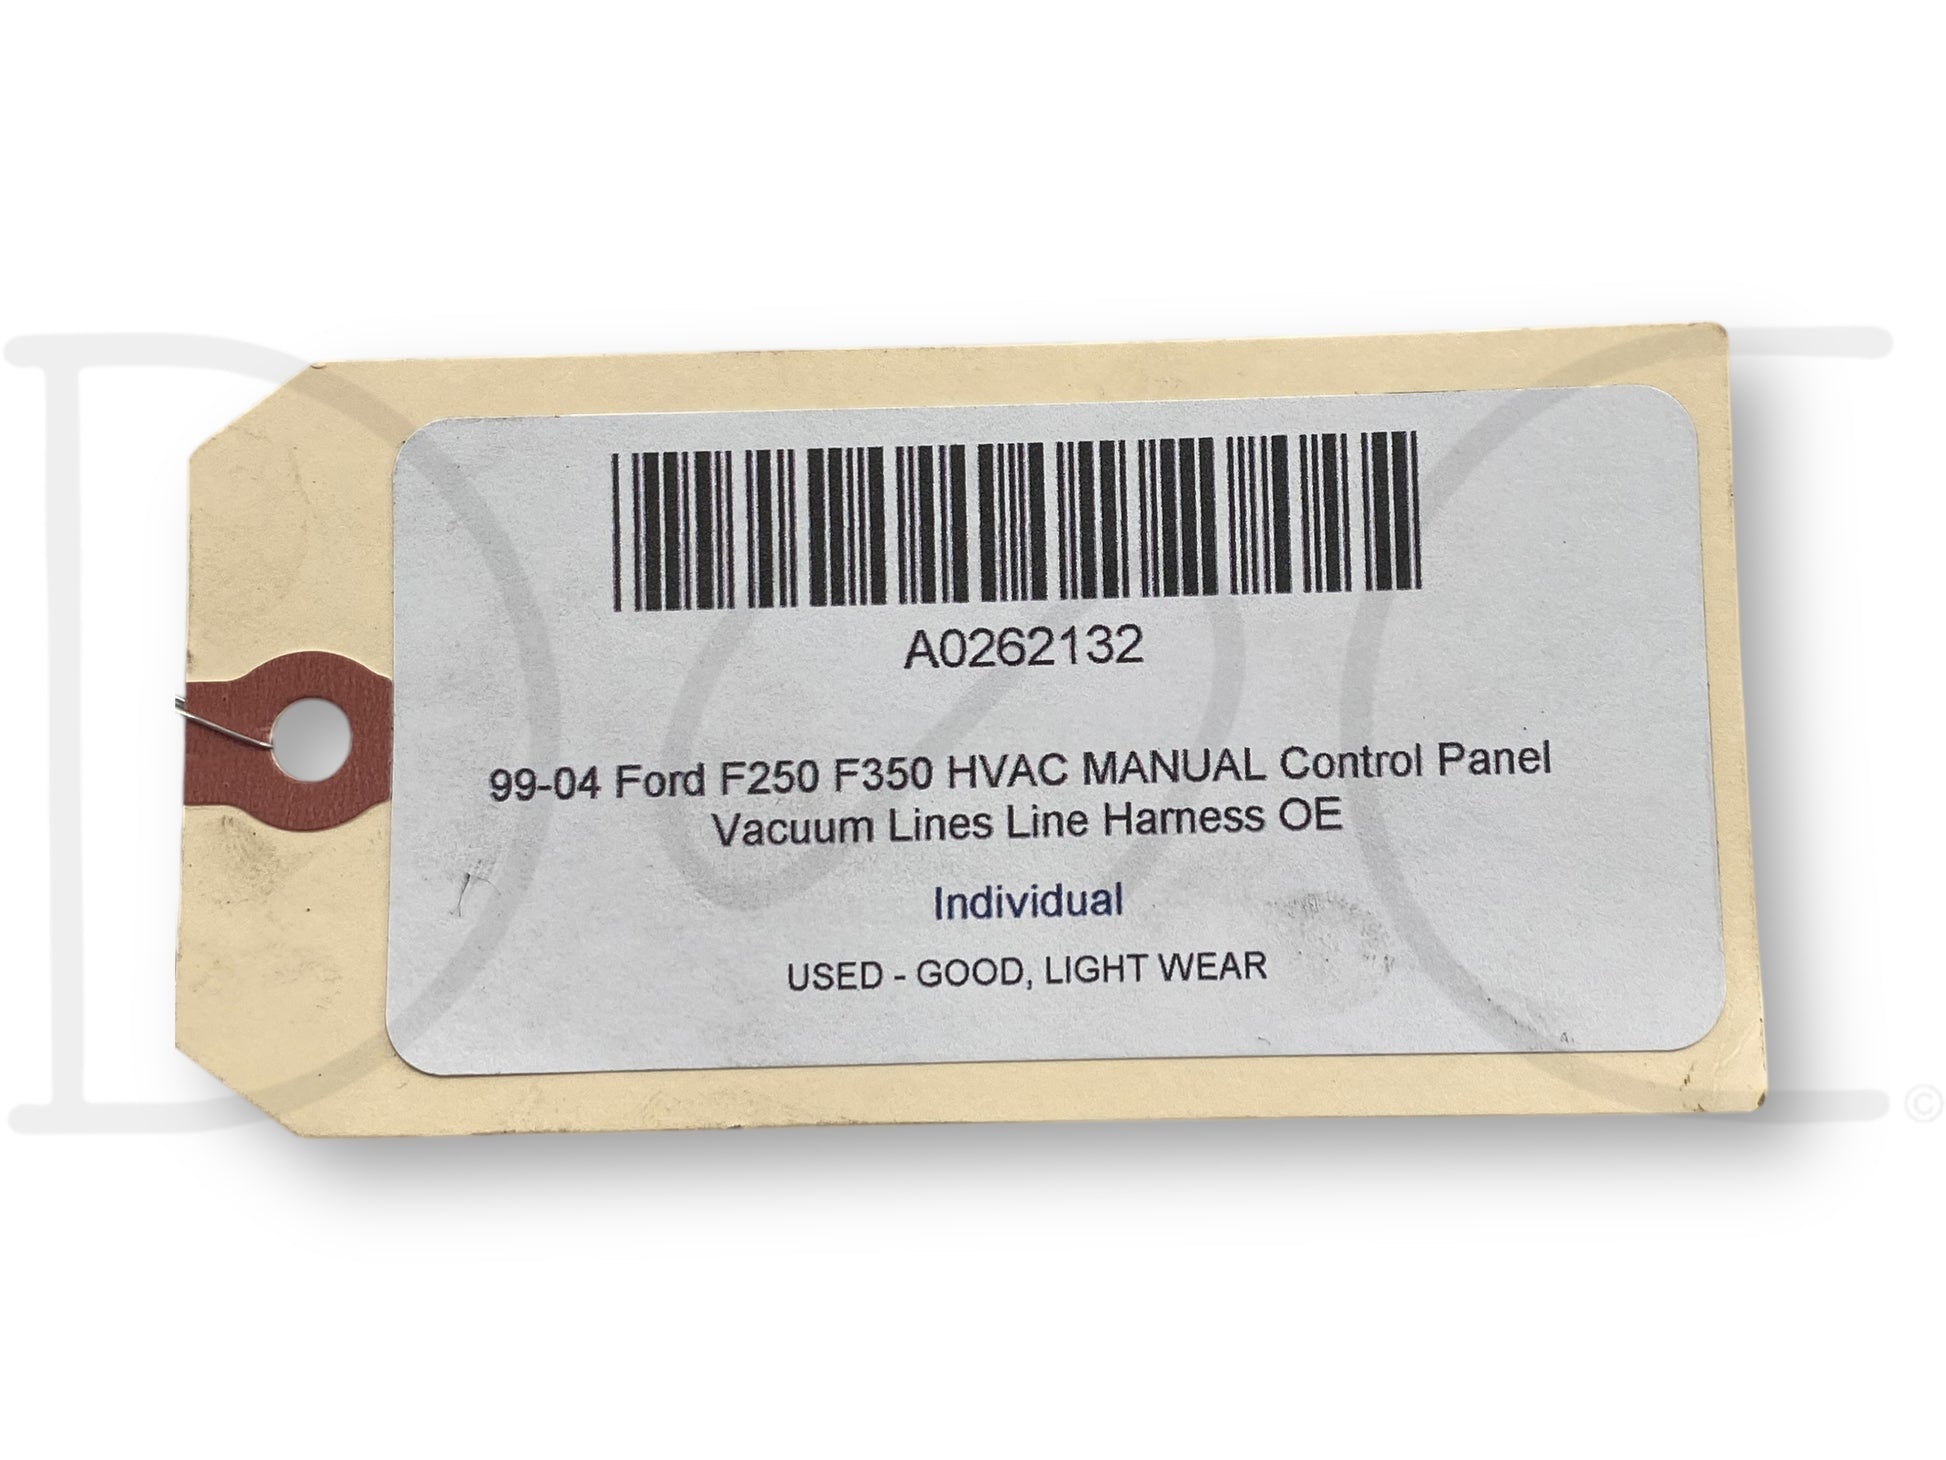 A0262132
99-04 Ford F250 F350 HVAC MANUAL Control Panel
Vacuum Lines Line Harness OE
Individual
USED - GOOD, LIGHT WEAR
©